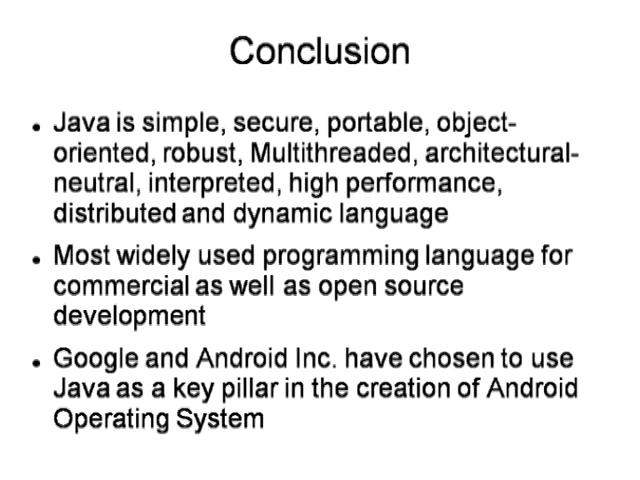 Conclusion
• Java is simple, secure, portable, object-
oriented, robust, Multithreaded, architectural-
neutral, interpreted, high performance,
distributed and dynamic language
• Most widely used programming language for
commercial as well as open source
development
• Google and Android Inc. have chosen to use
Java as a key pillar in the creation of Android
Operating System